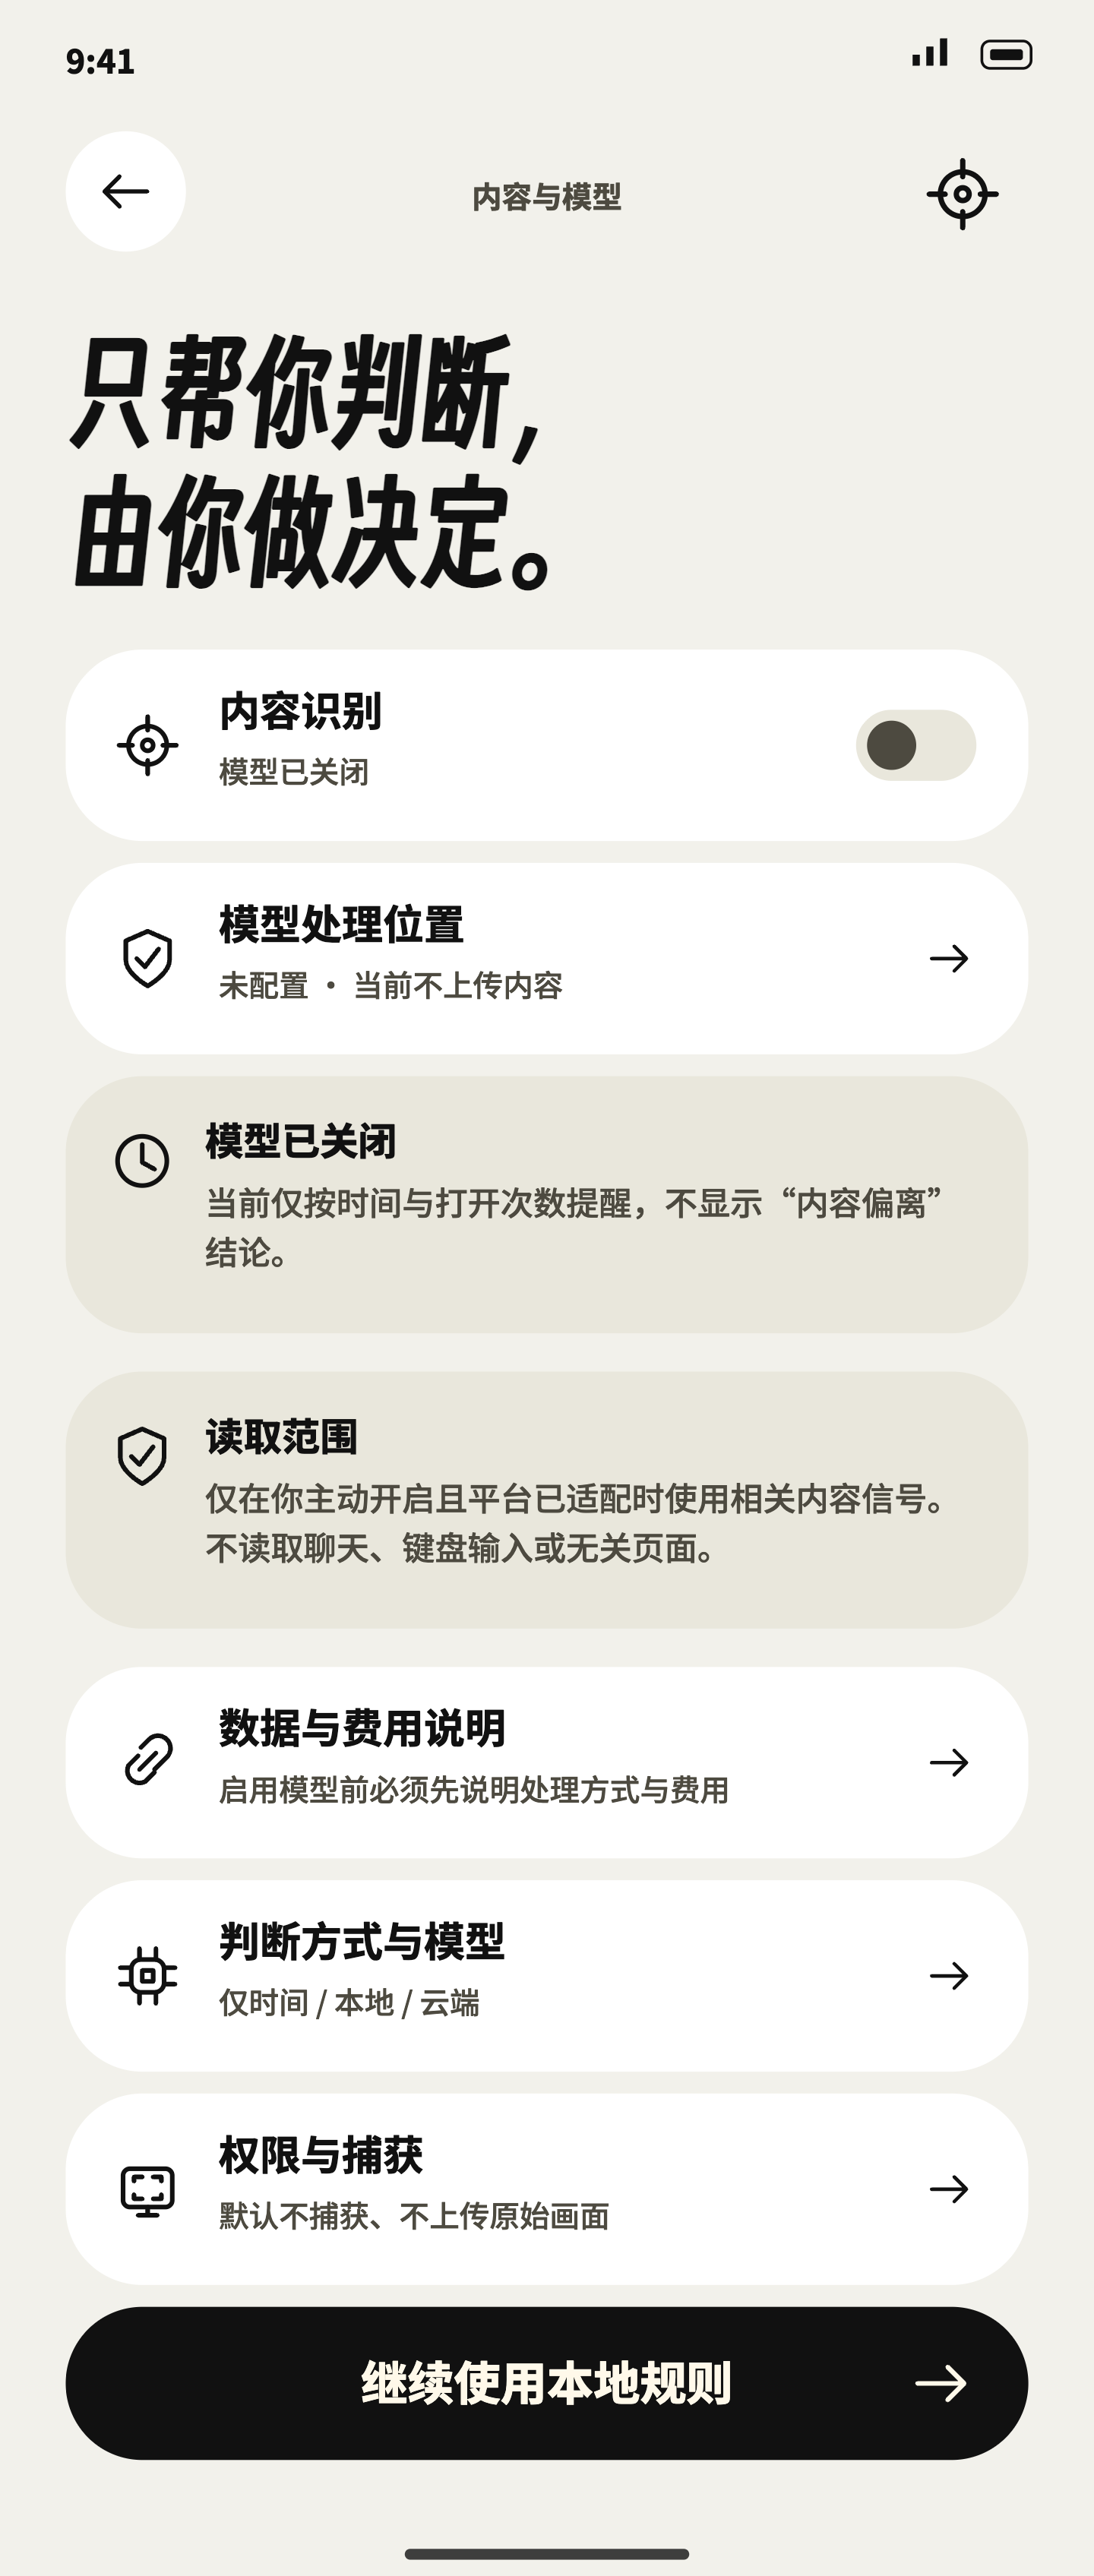 9:41
内容与模型
只帮你判断，
由你做决定。
内容识别
模型已关闭
模型处理位置
未配置 · 当前不上传内容
模型已关闭
当前仅按时间与打开次数提醒，不显示“内容偏离”
结论。
读取范围
仅在你主动开启且平台已适配时使用相关内容信号。
不读取聊天、键盘输入或无关页面。
数据与费用说明
启用模型前必须先说明处理方式与费用
判断方式与模型
仅时间 / 本地 / 云端
权限与捕获
默认不捕获、不上传原始画面
继续使用本地规则